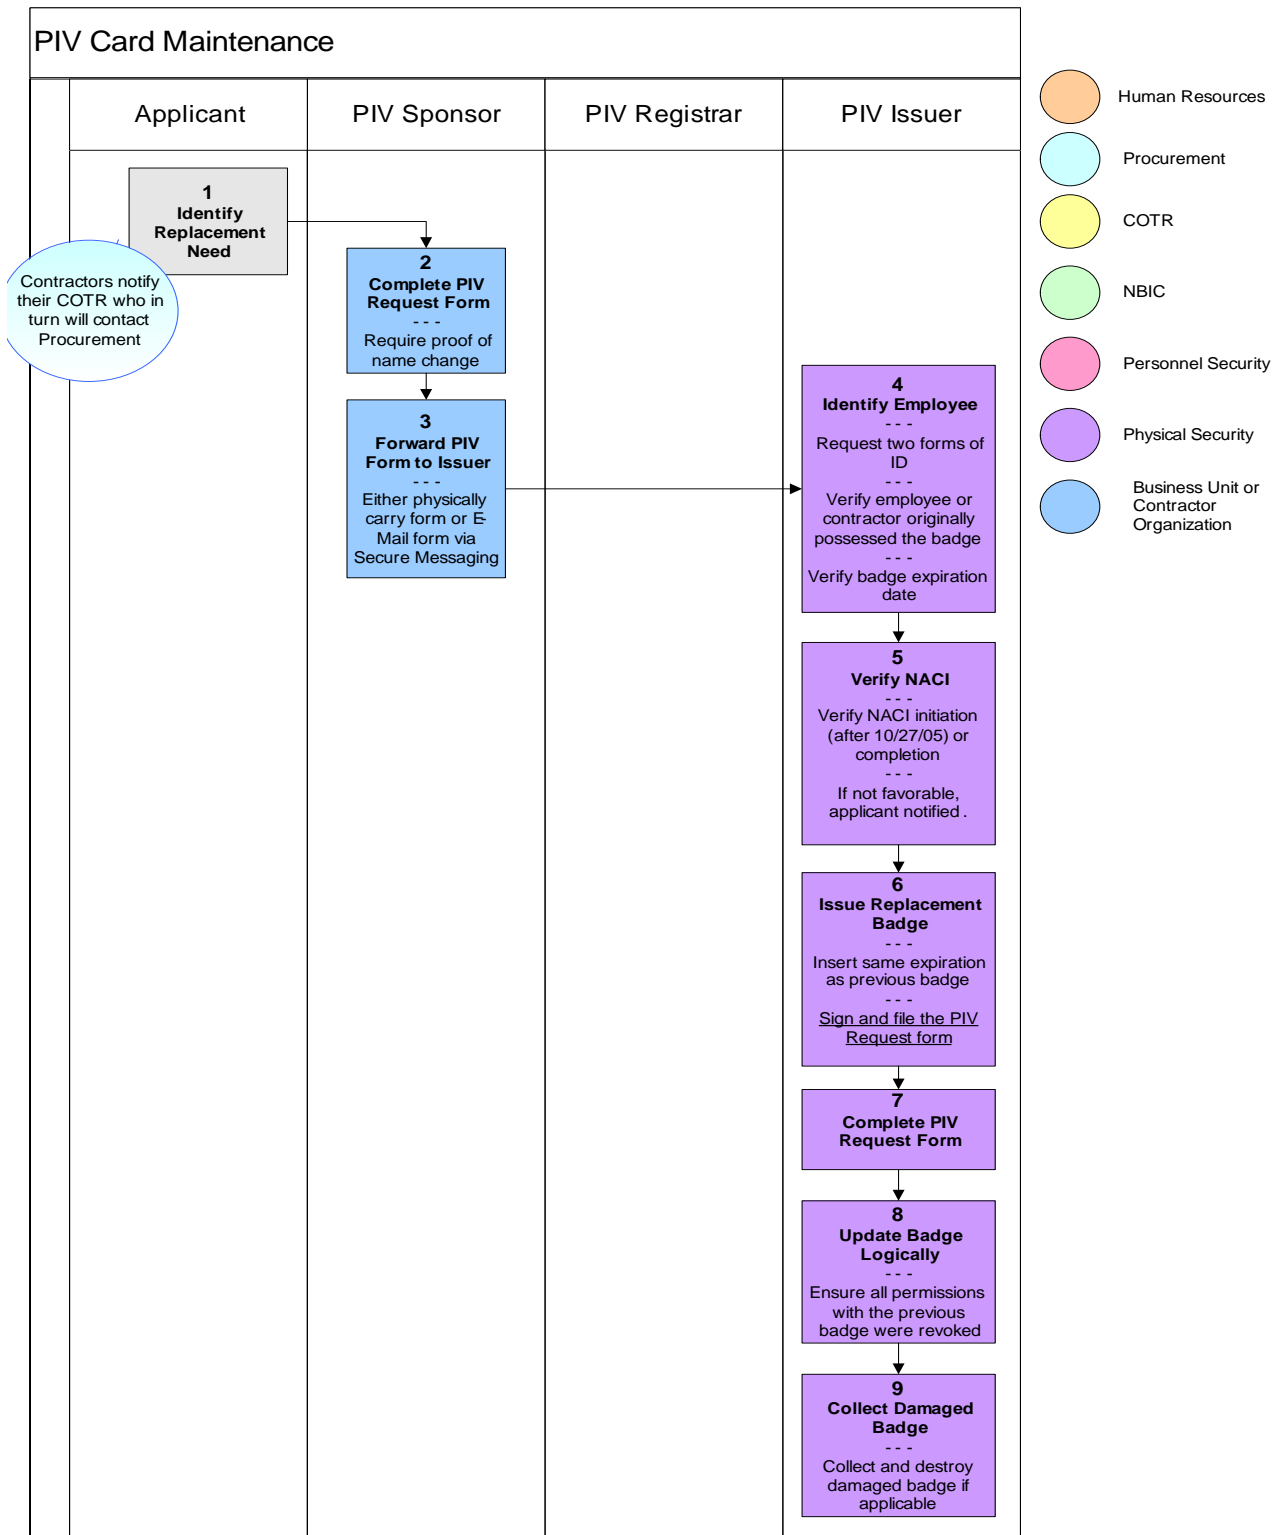 PIV Card Maintenance
Applicant
PIV Sponsor
PIV Registrar
PIV Issuer
1
Identify
Replacement
Need
Contractors notify
their COTR who in
turn will contact
Procurement
2
Complete PIV
Request Form
- - -
Require proof of
name change
3
Forward PIV
Form to Issuer
- - -
Either physically
carry form or E-
Mail form via
Secure Messaging
4
Identify Employee
- - -
Request two forms of
ID
- - -
Verify employee or
contractor originally
possessed the badge
- - -
Verify badge expiration
date
5
Verify NACI
- - -
Verify NACI initiation
(after 10/27/05) or
completion
- - -
If not favorable,
applicant notified .
6
Issue Replacement
Badge
- - -
Insert same expiration
as previous badge
- - -
Sign and file the PIV
Request form
7
Complete PIV
Request Form
8
Update Badge
Logically
- - -
Ensure all permissions
with the previous
badge were revoked
9
Collect Damaged
Badge
- - -
Collect and destroy
damaged badge if
applicable
Human Resources
Procurement
COTR
NBIC
Personnel Security
Physical Security
Business Unit or
Contractor
Organization